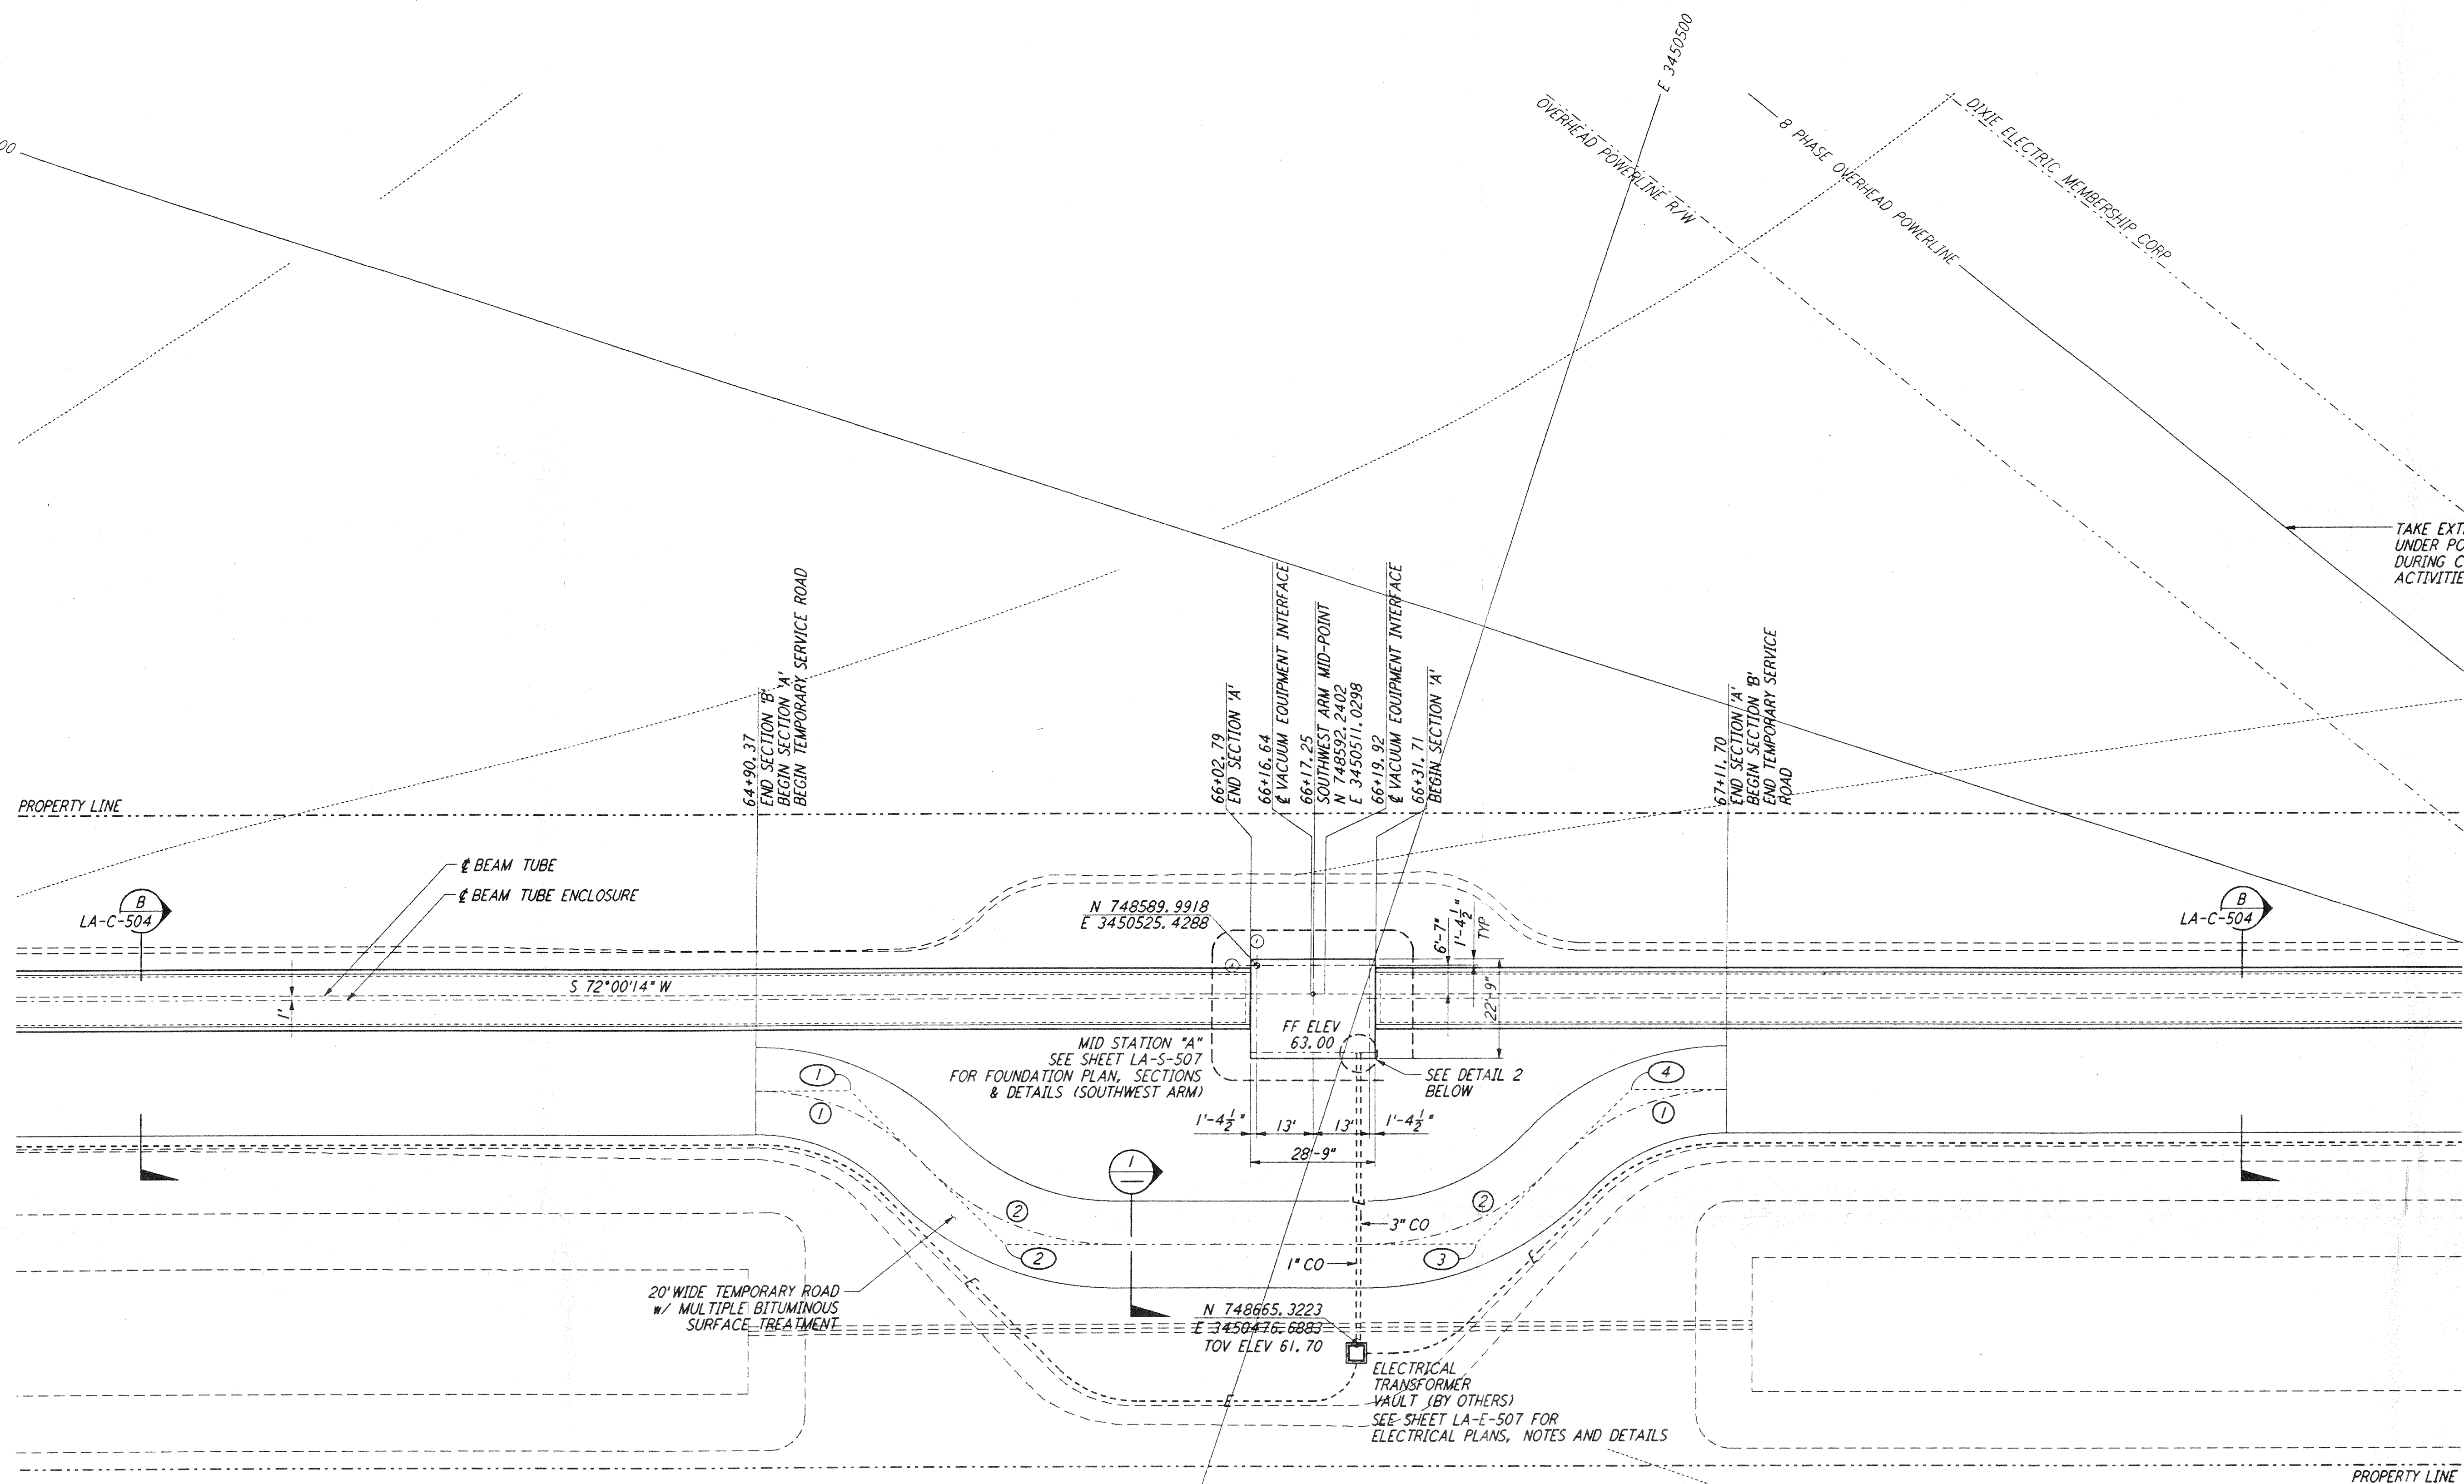 E 3450500
00
OVERHEAD POWERLINE R/W
8 PHASE OVERHEAD POWERLINE
DIXIE ELECTRIC MEMBERSHIP CORP
TAKE
UNDER
DURING
64+90.37
END SECTION 'B'
BEGIN SECTION 'A'
BEGIN TEMPORARY SERVICE ROAD
66+02.79
END SECTION 'A'
66+16.64
℄ VACUUM EQUIPMENT INTERFACE
66+17.25
SOUTHWEST ARM MID-POINT
N 748592.2402
E 3450511.0298
66+19.92
℄ VACUUM EQUIPMENT INTERFACE
66+31.71
BEGIN SECTION 'A'
67+11.70
END SECTION 'A'
BEGIN SECTION 'B'
END TEMPORARY SERVICE
ROAD
PROPERTY LINE
℄ BEAM TUBE
℄ BEAM TUBE ENCLOSURE
B
LA-C-504
N 748589.9918
E 3450525.4288
1
A
6'-7"
1'-4½"
TYP
22'-9"
B
LA-C-504
S 72°00'14" W
1'
FF ELEV
63.00
MID STATION "A"
SEE SHEET LA-S-507
FOR FOUNDATION PLAN, SECTIONS
& DETAILS (SOUTHWEST ARM)
SEE DETAIL 2
BELOW
1
1
4
1
1'-4½"
13'
13'
1'-4½"
28'-9"
1
2
2
2
3
3" CO
1" CO
E
E
E
20' WIDE TEMPORARY ROAD
w/ MULTIPLE BITUMINOUS
SURFACE TREATMENT
N 748665.3223
E 3450476.6883
TOV ELEV 61.70
ELECTRICAL
TRANSFORMER
VAULT (BY OTHERS)
SEE SHEET LA-E-507 FOR
ELECTRICAL PLANS, NOTES AND DETAILS
PROPERTY LINE